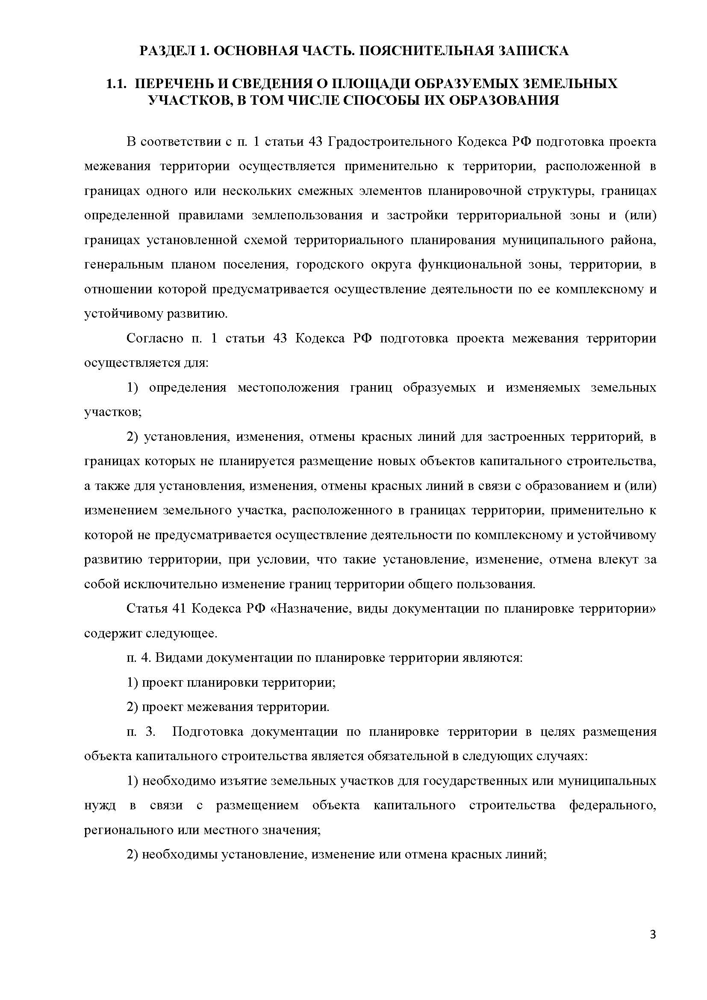 РАЗДЕЛ 1. ОСНОВНАЯ ЧАСТЬ. ПОЯСНИТЕЛЬНАЯ ЗАПИСКА
1.1. ПЕРЕЧЕНЬ И СВЕДЕНИЯ О ПЛОЩАДИ ОБРАЗУЕМЫХ ЗЕМЕЛЬНЫХ
УЧАСТКОВ, В ТОМ ЧИСЛЕ СПОСОБЫ ИХ ОБРАЗОВАНИЯ
В соответствии с п. 1 статьи 43 Градостроительного Кодекса РФ подготовка проекта
межевания территории осуществляется применительно к территории, расположенной в
границах одного или нескольких смежных элементов планировочной структуры, границах
определенной правилами землепользования и застройки территориальной зоны и (или)
границах установленной схемой территориального планирования муниципального района,
генеральным планом поселения, городского округа функциональной зоны, территории, в
отношении которой предусматривается осуществление деятельности по ее комплексному и
устойчивому развитию.
Согласно п. 1 статьи 43 Кодекса РФ подготовка проекта межевания территории
осуществляется для:
1) определения местоположения границ образуемых и изменяемых земельных
участков;
2) установления, изменения, отмены красных линий для застроенных территорий, в
границах которых не планируется размещение новых объектов капитального строительства,
а также для установления, изменения, отмены красных линий в связи с образованием и (или)
изменением земельного участка, расположенного в границах территории, применительно к
которой не предусматривается осуществление деятельности по комплексному и устойчивому
развитию территории, при условии, что такие установление, изменение, отмена влекут за
собой исключительно изменение границ территории общего пользования.
Статья 41 Кодекса РФ «Назначение, виды документации по планировке территории»
содержит следующее.
п. 4. Видами документации по планировке территории являются:
1) проект планировки территории;
2) проект межевания территории.
п. 3. Подготовка документации по планировке территории в целях размещения
объекта капитального строительства является обязательной в следующих случаях:
1) необходимо изъятие земельных участков для государственных или муниципальных
нужд в связи с размещением объекта капитального строительства федерального,
регионального или местного значения;
2) необходимы установление, изменение или отмена красных линий;
3